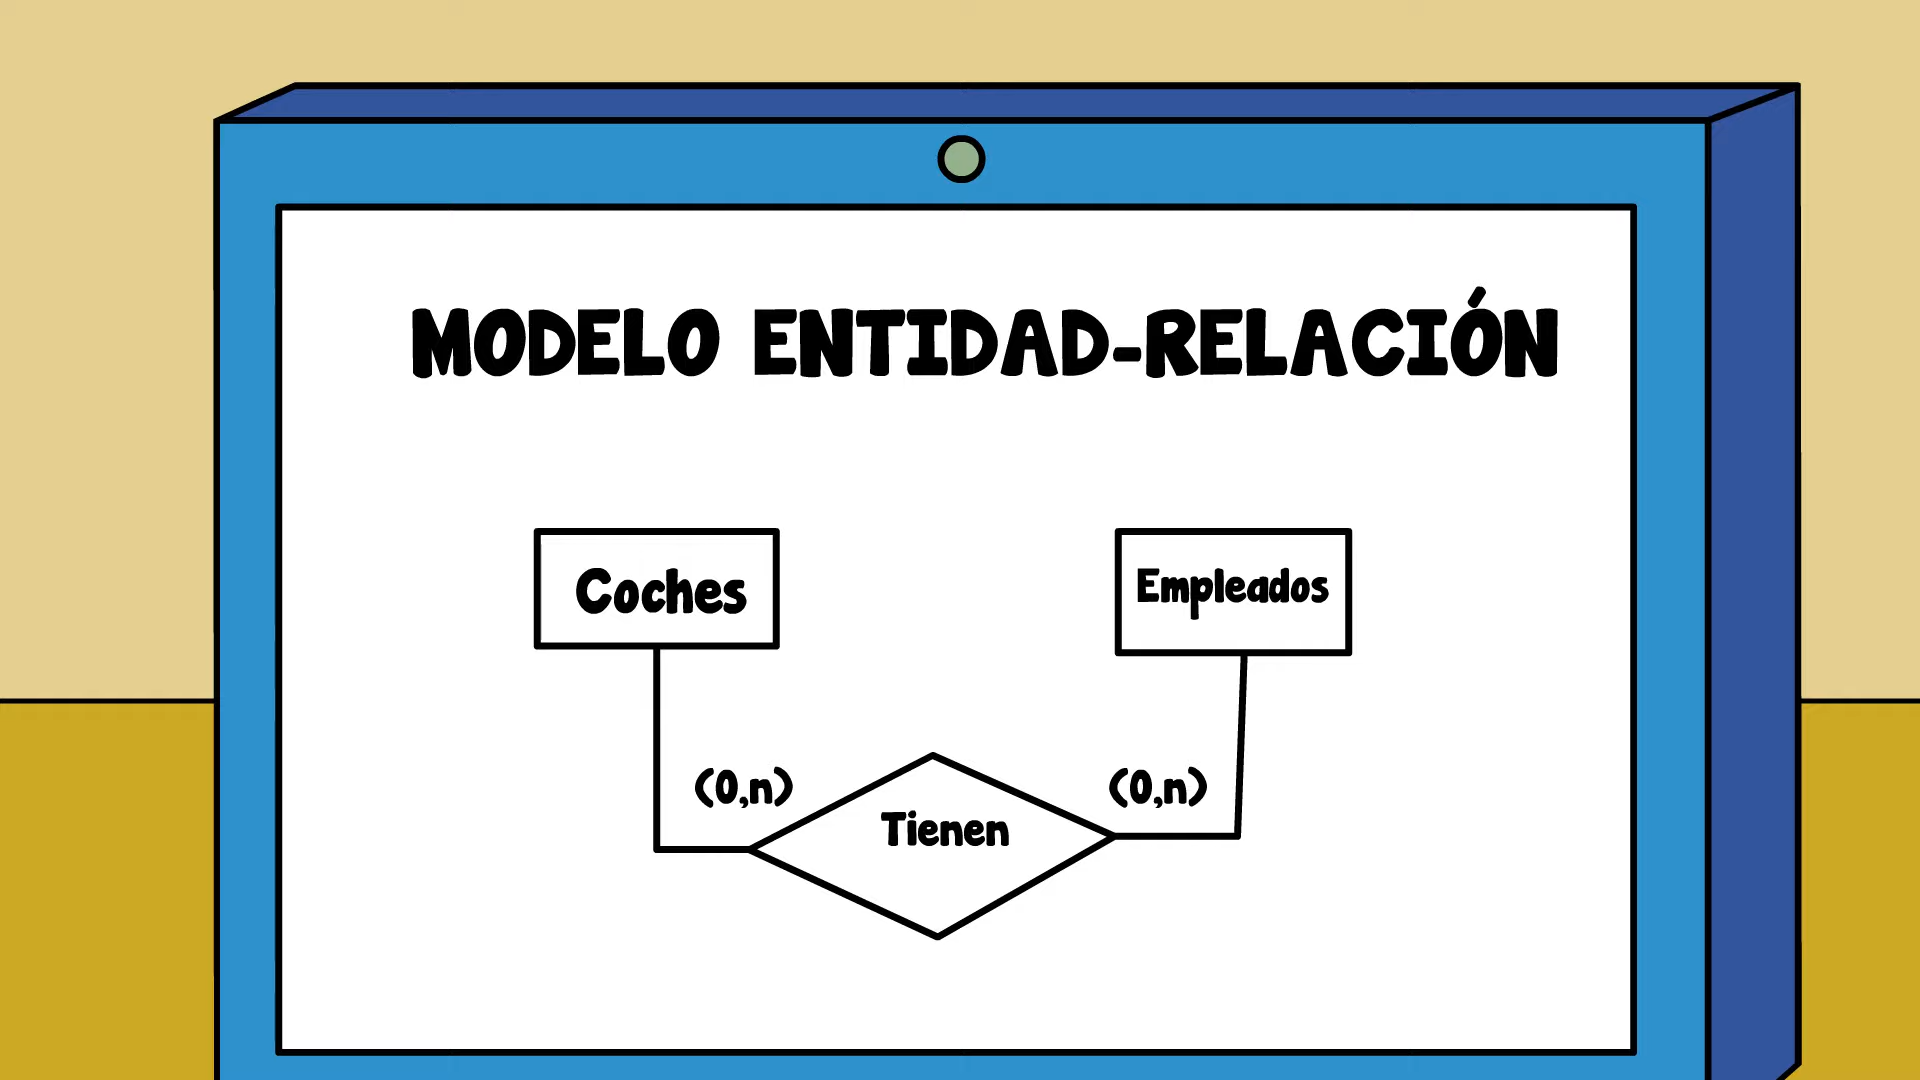 MODELO ENTIDAD-RELACIÓN
Coches
Empleados
(0,n)
(0,n)
Tienen